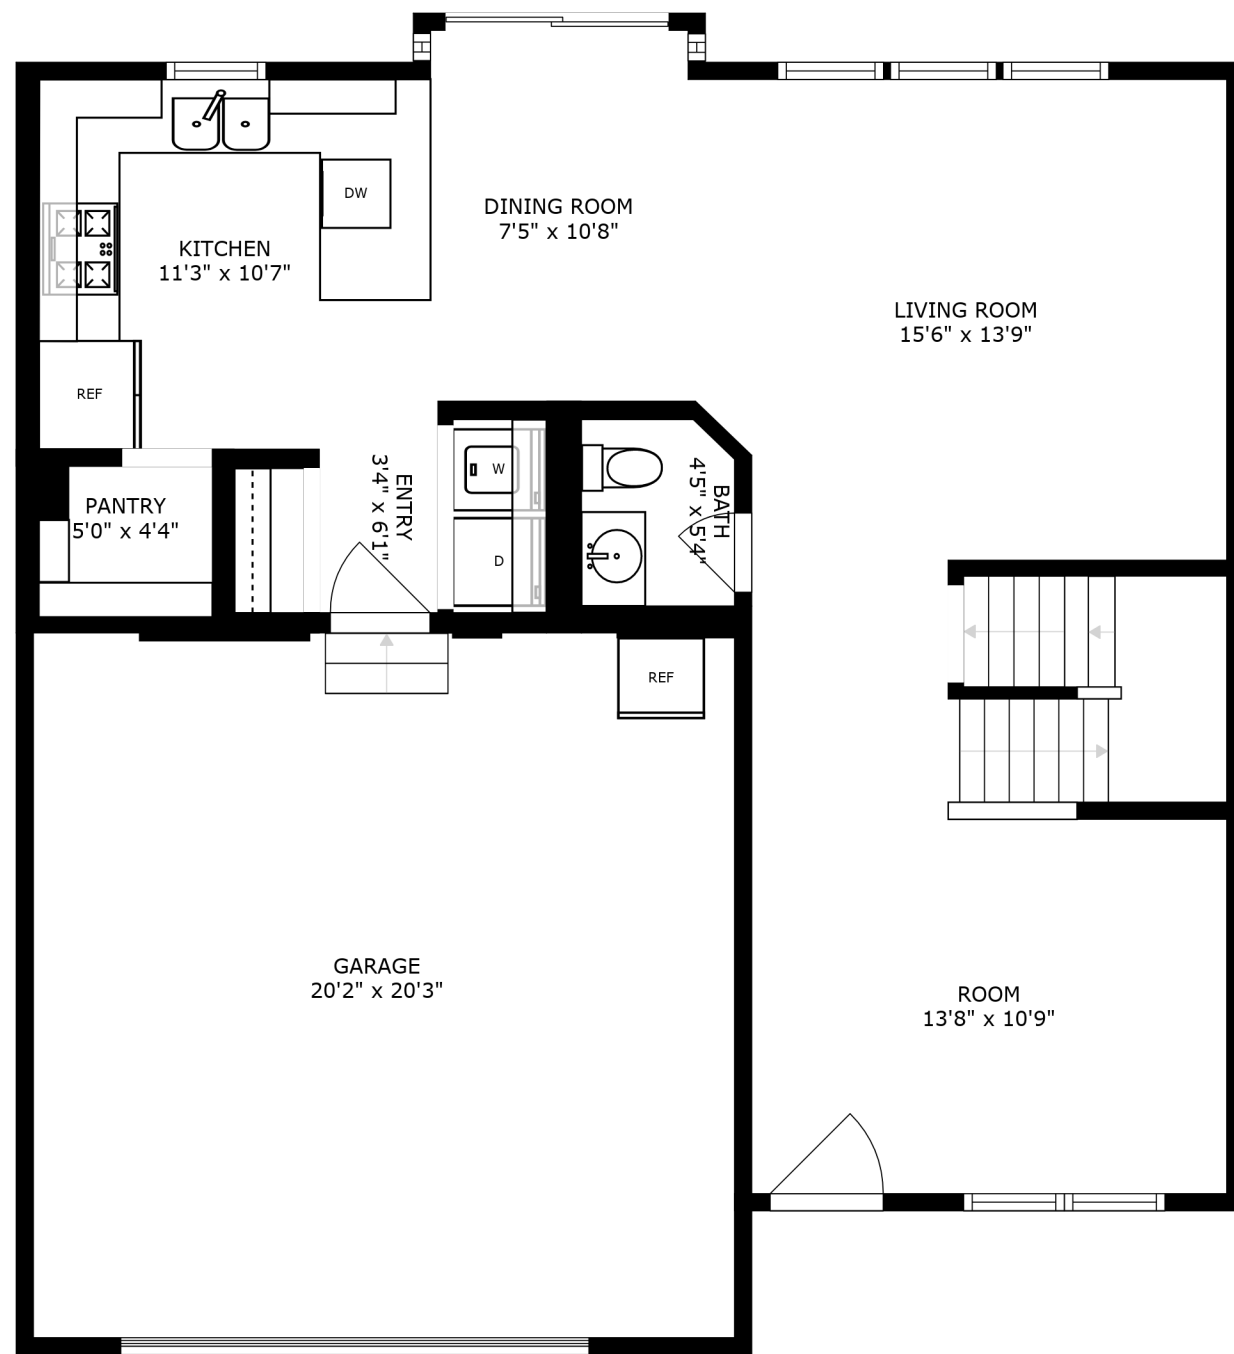 DW
DINING ROOM
7'5" x 10'8"
KITCHEN
11'3" x 10'7"
LIVING ROOM
15'6" x 13'9"
REF
W
D
ENTRY
3'4" x 6'1"
BATH
4'5" x 5'4"
PANTRY
5'0" x 4'4"
REF
GARAGE
20'2" x 20'3"
ROOM
13'8" x 10'9"